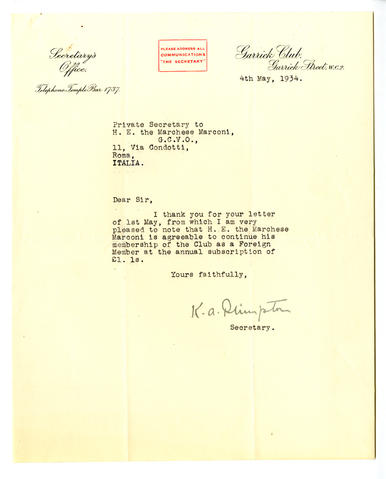 Secretary's
Office.
Telephone Temple Bar 1737.
PLEASE ADDRESS ALL
COMMUNICATIONS
"THE SECRETARY"
Garrick Club.
Garrick Street, W.C.2.
4th May, 1934.
Private Secretary to
H. E. the Marchese Marconi,
G.C.V.O.,
11, Via Condotti,
Roma,
ITALIA.
Dear Sir,
I thank you for your letter
of 1st May, from which I am very
pleased to note that H. E. the Marchese
Marconi is agreeable to continue his
membership of the Club as a Foreign
Member at the annual subscription of
£1. 1s.
Yours faithfully,
K. A.
Secretary.